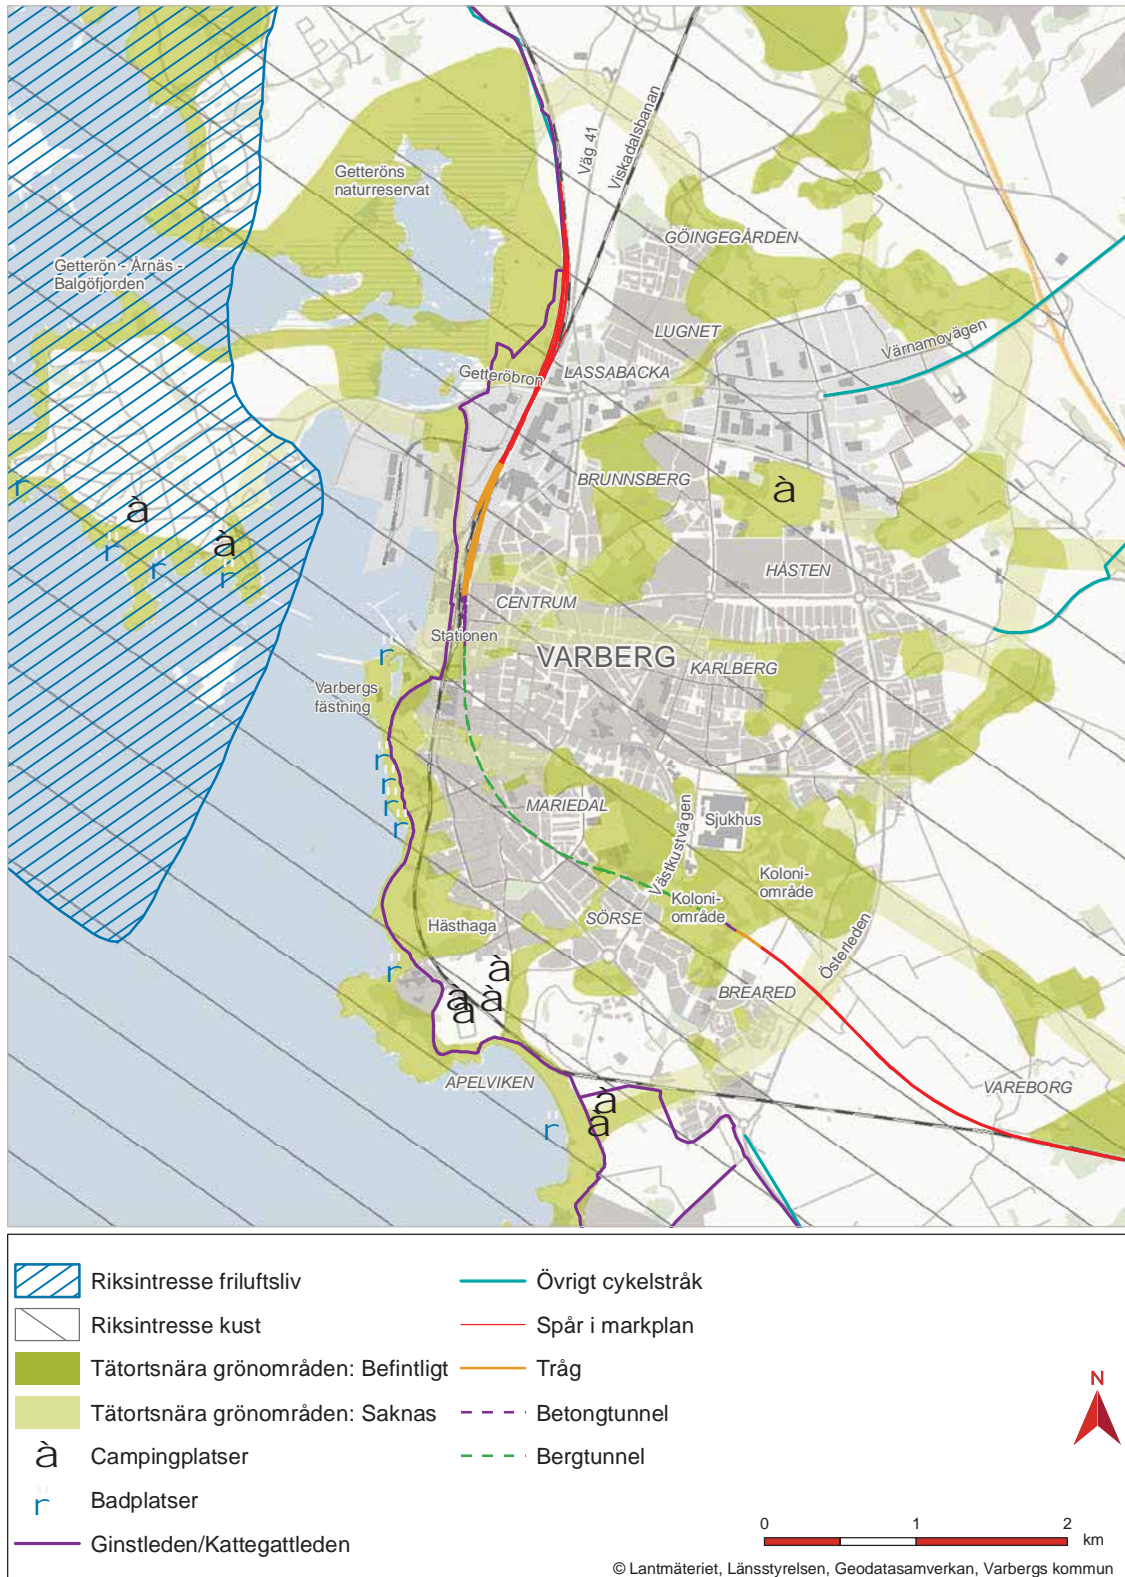 Väg 41
Viskadalsbanan
Getteröns
naturreservat
GÖINGEGÅRDEN
Getterön - Årnäs -
Balgöfjorden
LUGNET
Värnamovägen
Getteröbron
LASSABACKA
BRUNNSBERG
à
à
à
HÅSTEN
CENTRUM
Stationen
VARBERG
KARLBERG
Varbergs
fästning
MARIEDAL
Västkustvägen
Sjukhus
Koloni-
område
Koloni-
område
Hästhaga
SÖRSE
Österleden
BREARED
APELVIKEN
VAREBORG
Riksintresse friluftsliv
Riksintresse kust
Tätortsnära grönområden: Befintligt
Tätortsnära grönområden: Saknas
à Campingplatser
r Badplatser
Ginstleden/Kattegattleden
Övrigt cykelstråk
Spår i markplan
Tråg
Betongtunnel
Bergtunnel
N
0 1 2
km
© Lantmäteriet, Länsstyrelsen, Geodatasamverkan, Varbergs kommun